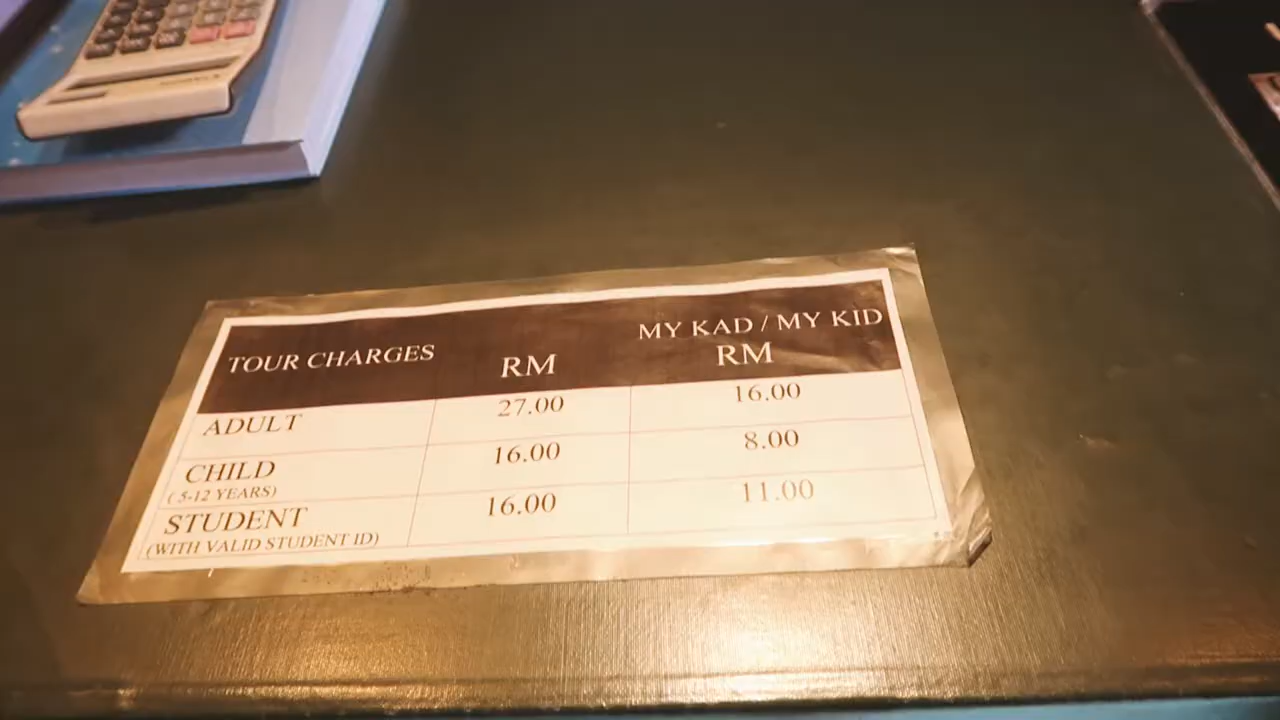 TOUR CHARGES RM MY KAD / MY KID RM
ADULT 27.00 16.00
CHILD 16.00 8.00
( 5-12 YEARS)
STUDENT 16.00 11.00
(WITH VALID STUDENT ID)